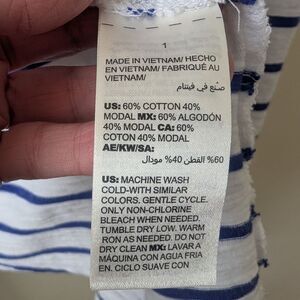 1
MADE IN VIETNAM/ HECHO
EN VIETNAM/ FABRIQUÉ AU
VIETNAM/
صنع في فيتنام
US: 60% COTTON 40%
MODAL MX: 60% ALGODÓN
40% MODAL CA: 60%
COTON 40% MODAL
AE/KW/SA:
60% القطن 40% مودال
US: MACHINE WASH
COLD-WITH SIMILAR
COLORS. GENTLE CYCLE.
ONLY NON-CHLORINE
BLEACH WHEN NEEDED.
TUMBLE DRY LOW. WARM
RON AS NEEDED. DO NOT
DRY CLEAN MX: LAVAR A
MÁQUINA CON AGUA FRIA
EN. CICLO SUAVE CON